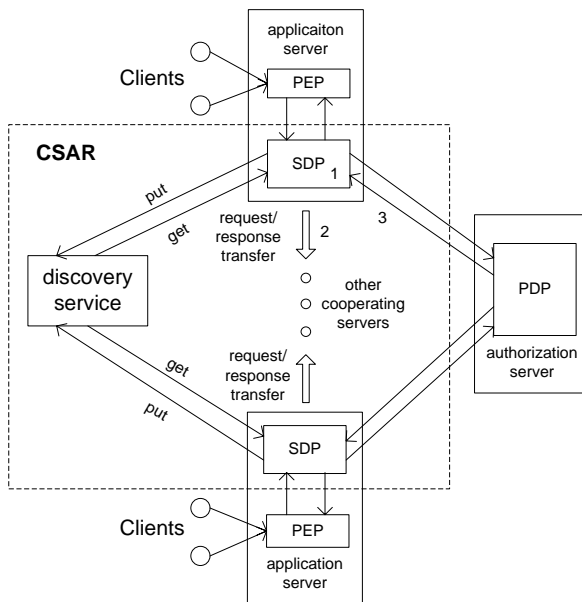 applicaiton
server
Clients
PEP
CSAR
SDP
1
put
get
request/
response
transfer
2
3
discovery
service
other
cooperating
servers
PDP
authorization
server
get
put
request/
response
transfer
SDP
Clients
PEP
application
server